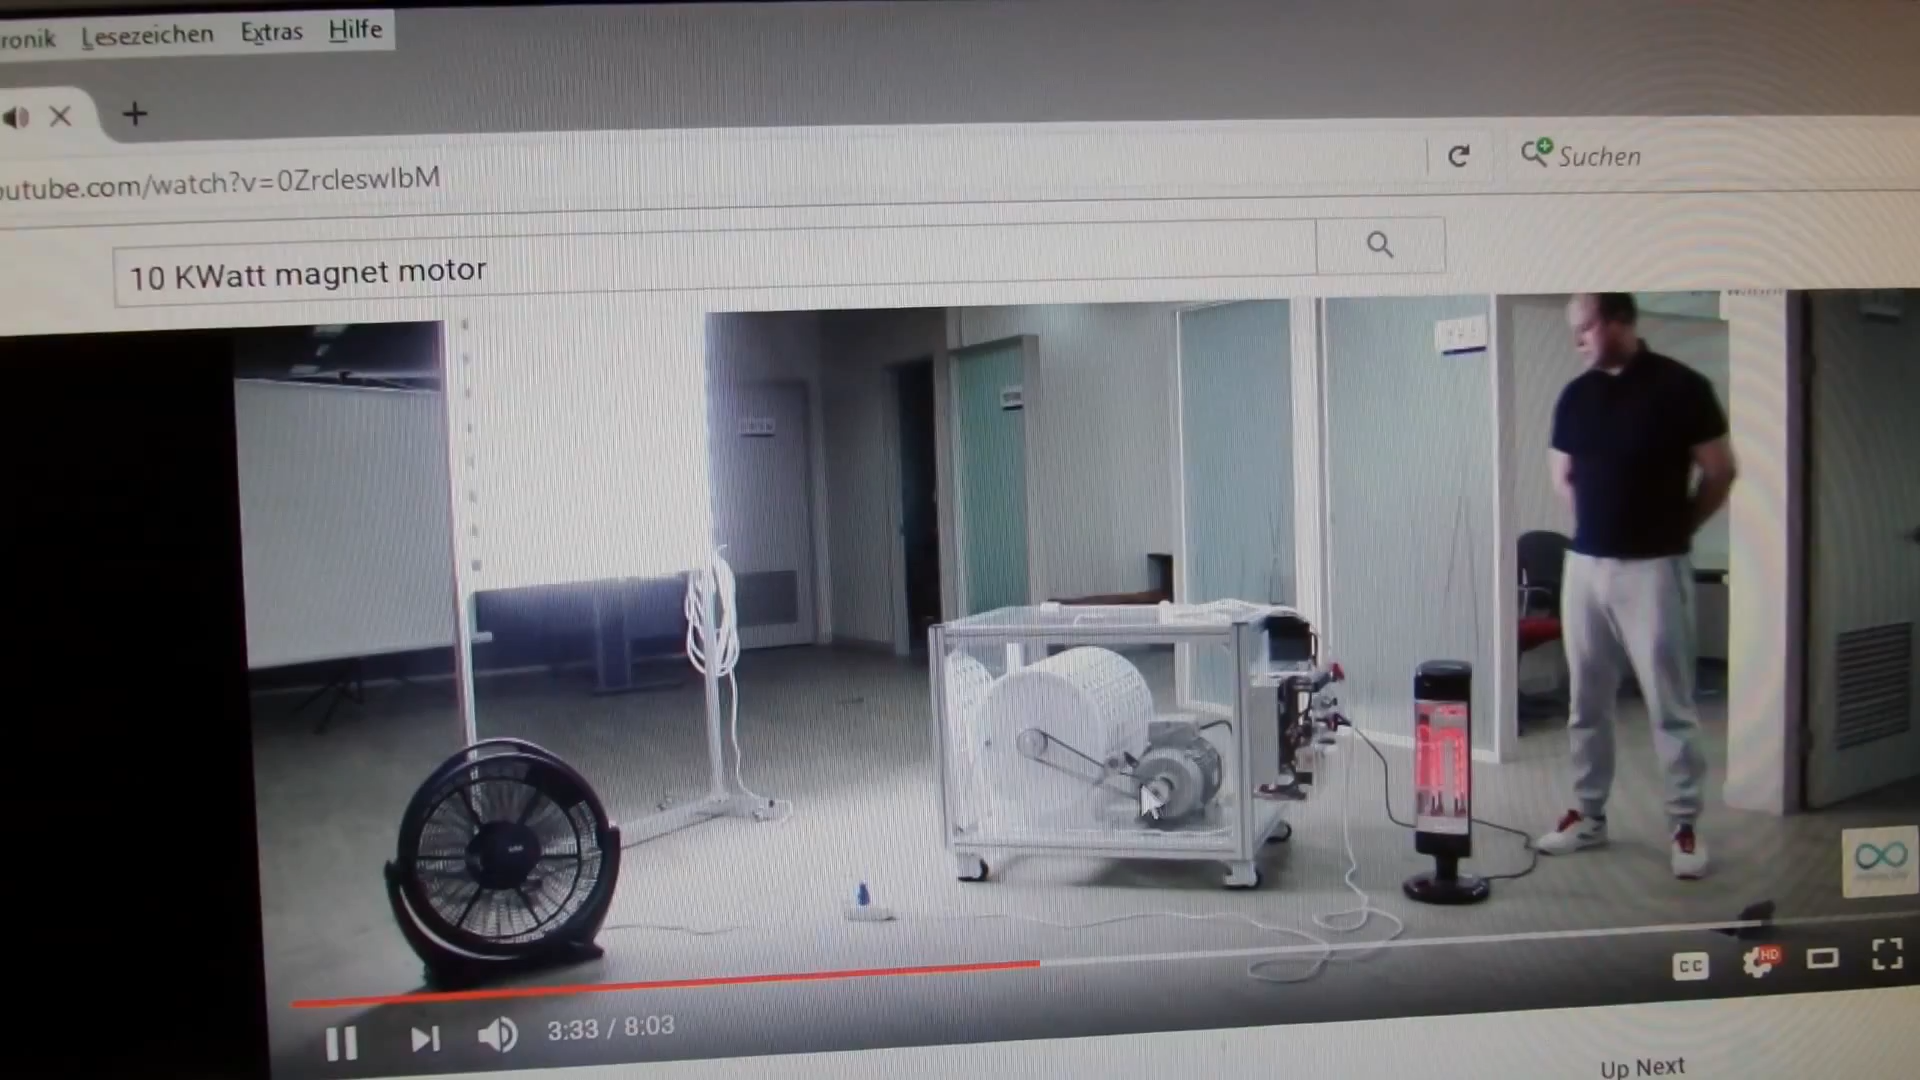 ronik Lesezeichen Extras Hilfe
outube.com/watch?v=0ZrcleswIbM
Suchen
10 KWatt magnet motor
CC
HD
3:33 / 8:03
Up Next